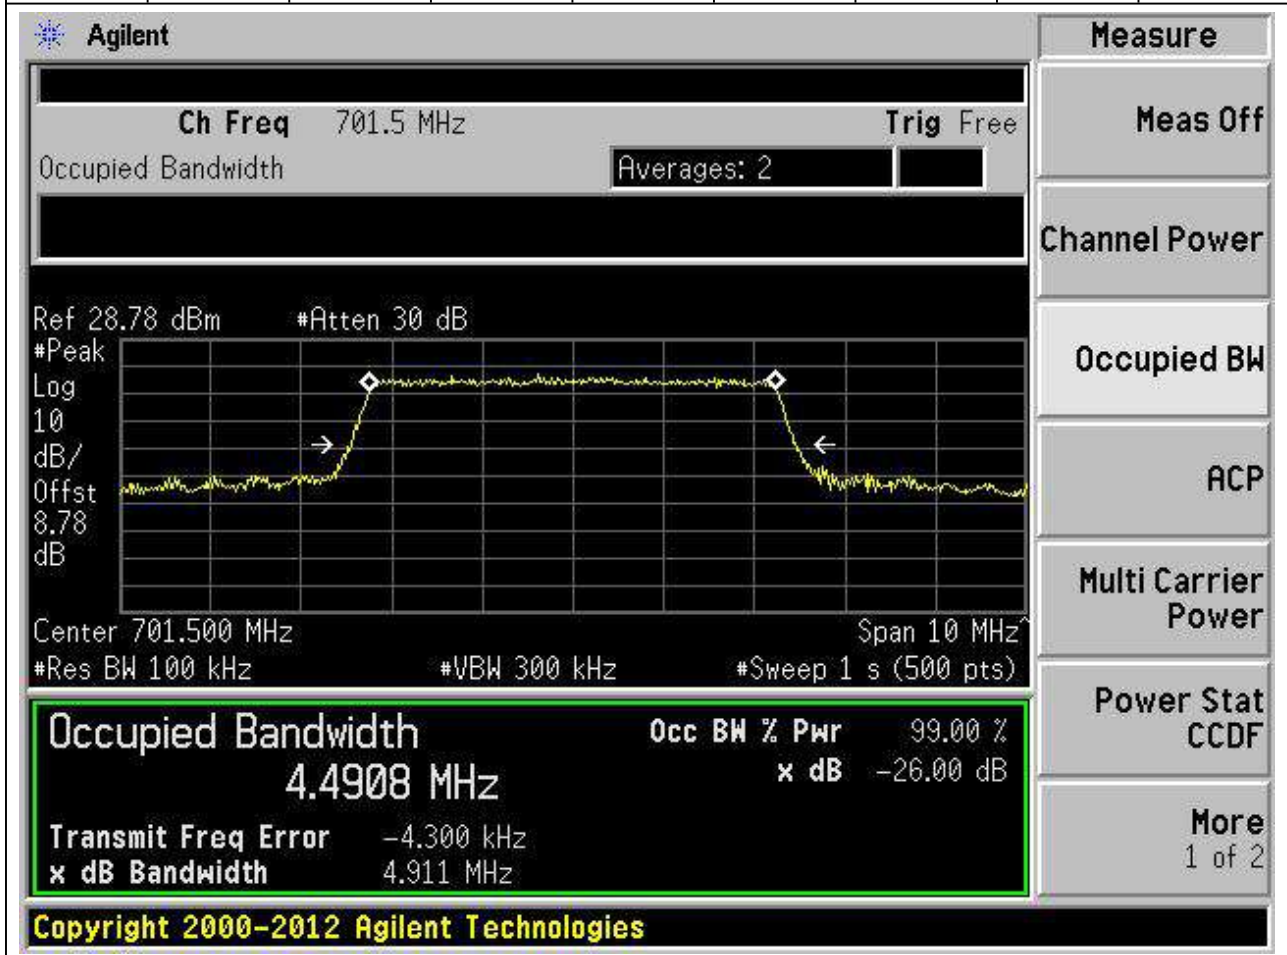 Agilent
Measure
Ch Freq 701.5 MHz Trig Free
Meas Off
Occupied Bandwidth Averages: 2
Channel Power
Ref 28.78 dBm #Atten 30 dB
#Peak
Log
10
dB/
Offst
8.78
dB
Occupied BW
ACP
Multi Carrier
Power
Center 701.500 MHz Span 10 MHz^
#Res BW 100 kHz #VBW 300 kHz #Sweep 1 s (500 pts)
Power Stat
CCDF
Occupied Bandwidth Occ BW % Pwr 99.00 %
4.4908 MHz x dB -26.00 dB
Transmit Freq Error -4.300 kHz
x dB Bandwidth 4.911 MHz
More
1 of 2
Copyright 2000-2012 Agilent Technologies